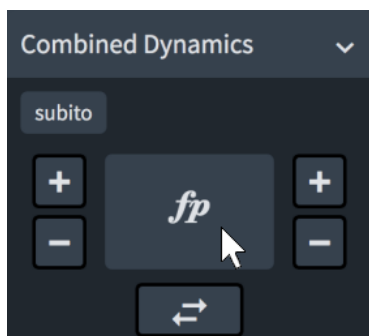 Combined Dynamics
subito
+ fp +
- -